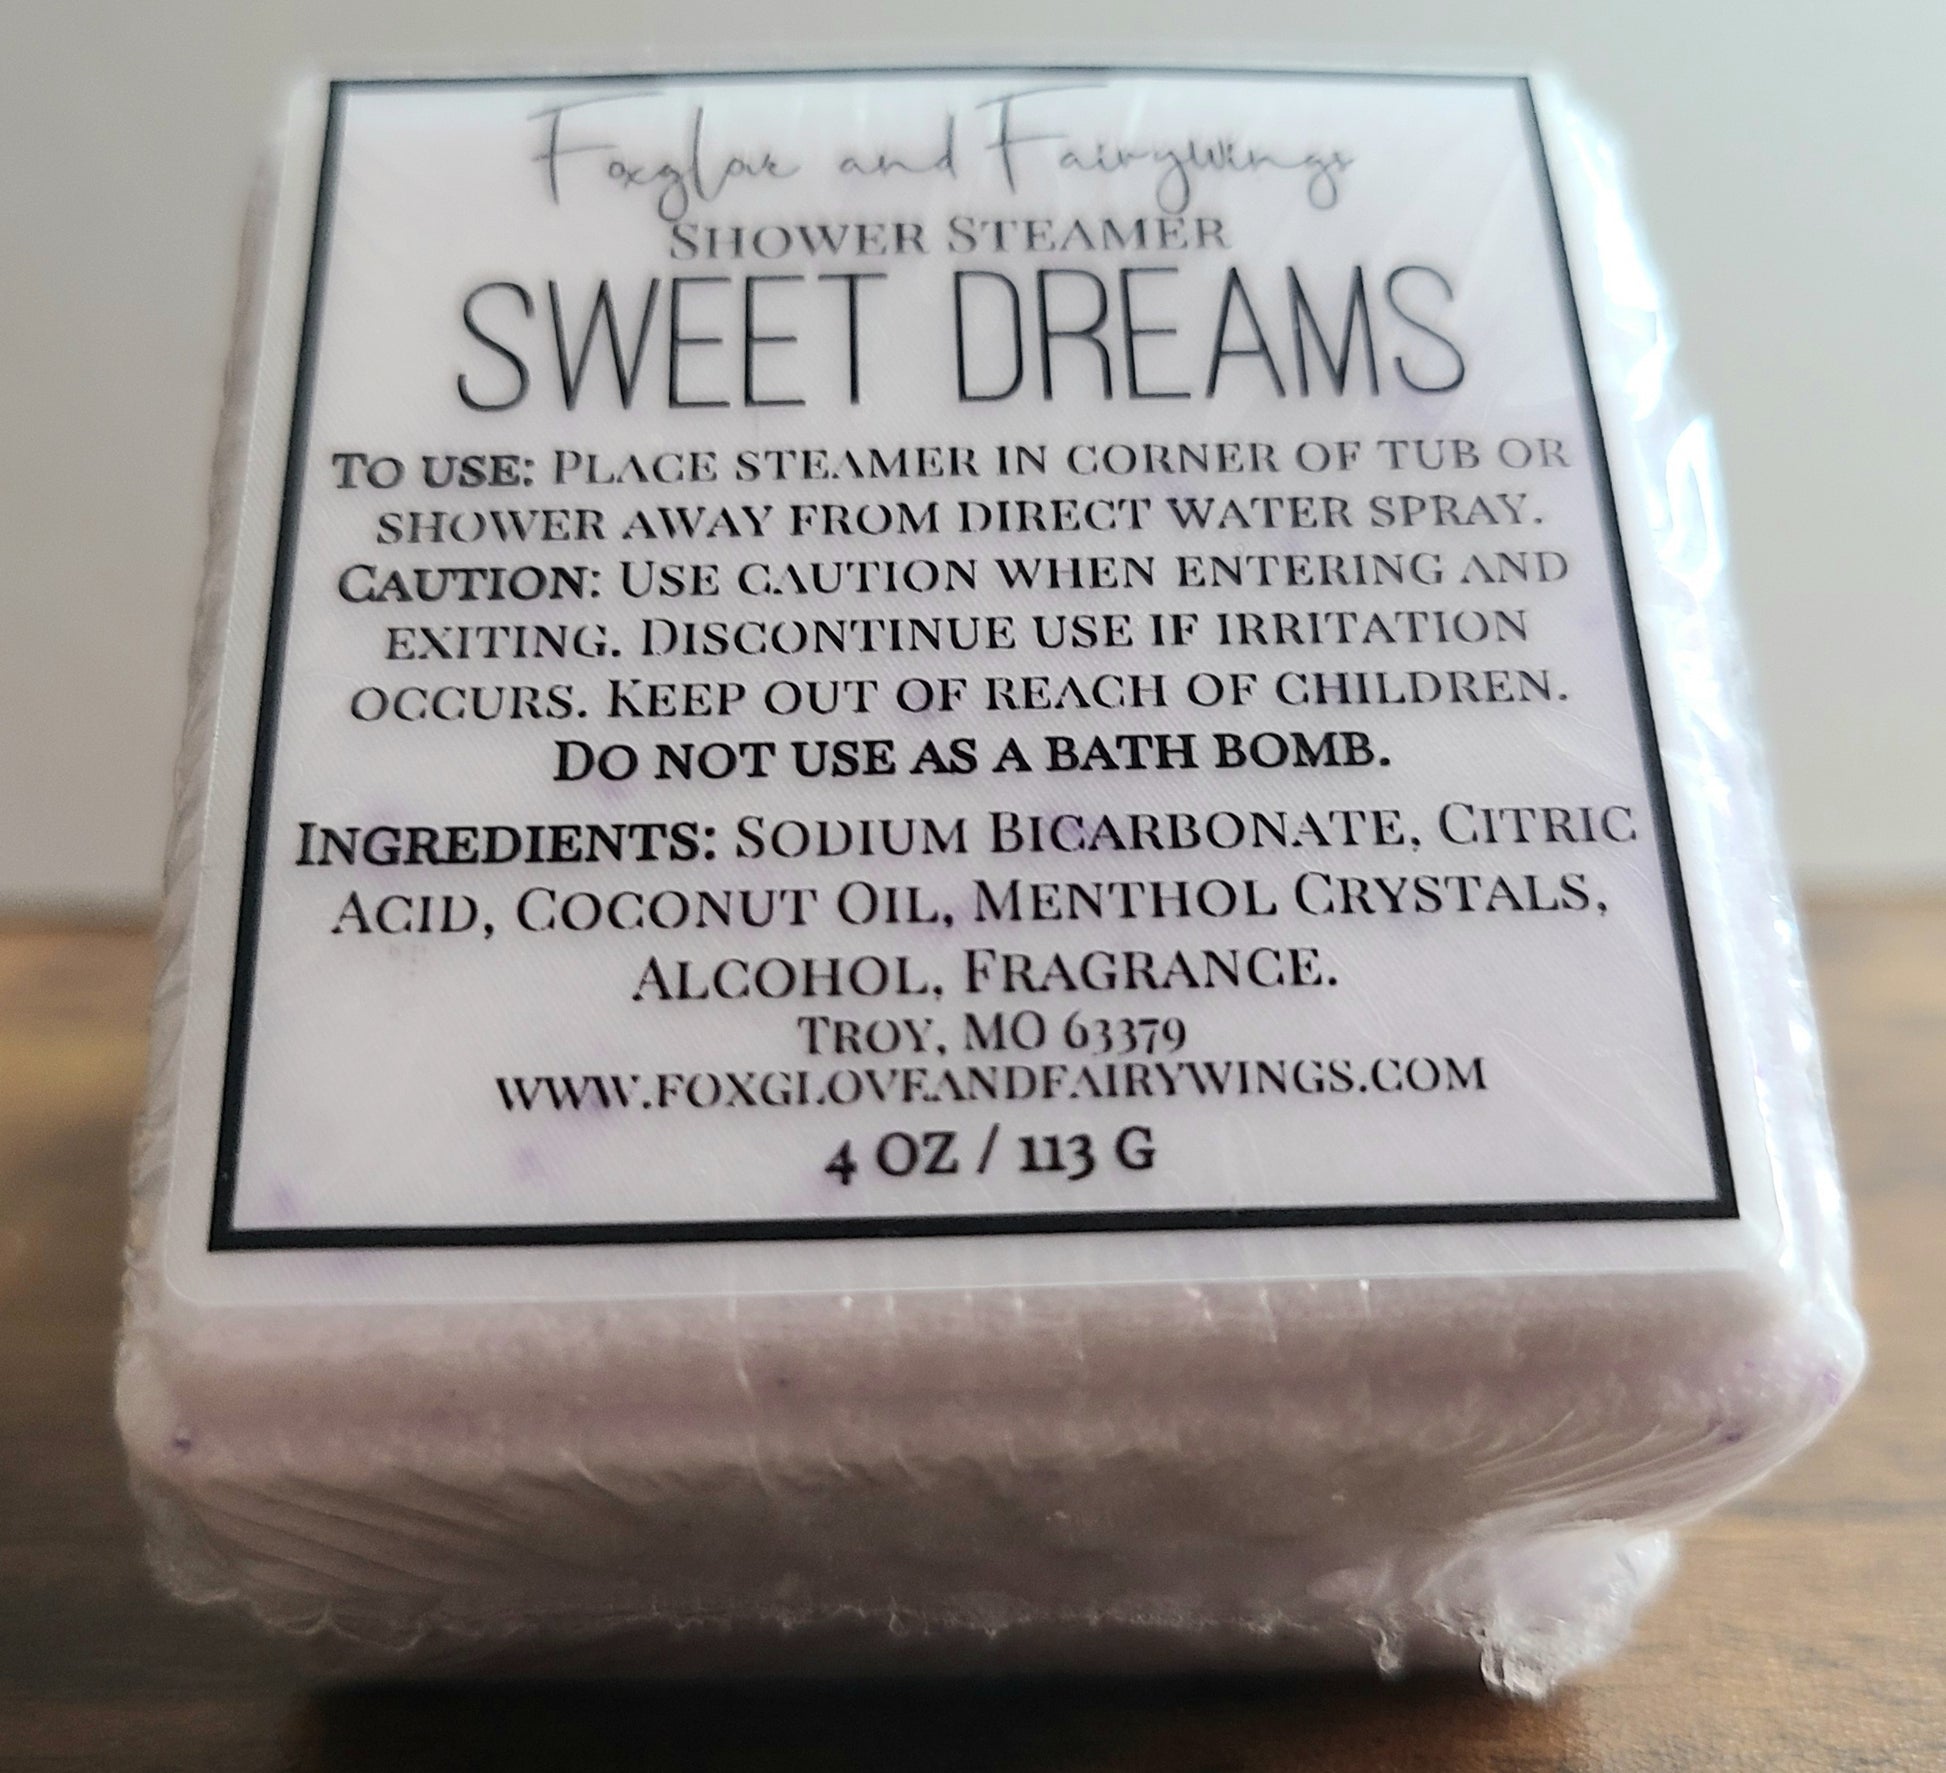 Foxglove and Fairywings
SHOWER STEAMER
SWEET DREAMS
TO USE: PLACE STEAMER IN CORNER OF TUB OR
SHOWER AWAY FROM DIRECT WATER SPRAY.
CAUTION: USE CAUTION WHEN ENTERING AND
EXITING. DISCONTINUE USE IF IRRITATION
OCCURS. KEEP OUT OF REACH OF CHILDREN.
DO NOT USE AS A BATH BOMB.
INGREDIENTS: SODIUM BICARBONATE, CITRIC
ACID, COCONUT OIL, MENTHOL CRYSTALS,
ALCOHOL, FRAGRANCE.
TROY, MO 63379
WWW.FOXGLOVEANDFAIRYWINGS.COM
4 OZ / 113 G